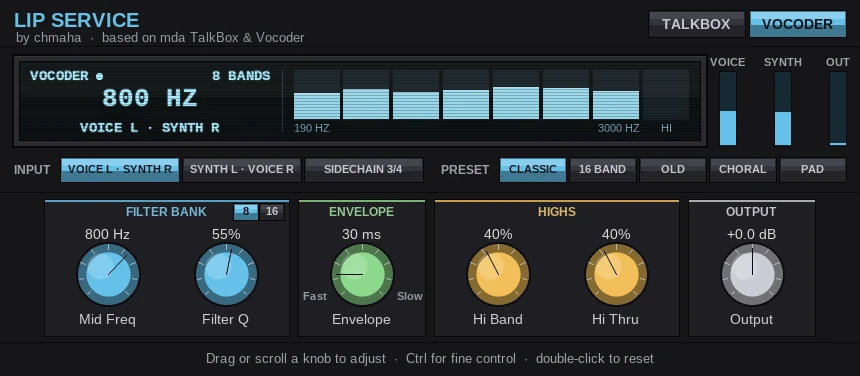 LIP SERVICE
by chmaha · based on mda TalkBox & Vocoder
TALKBOX VOCODER
VOICE SYNTH OUT
VOCODER 8 BANDS
800 HZ
VOICE L · SYNTH R
190 HZ 3000 HZ HI
INPUT VOICE L · SYNTH R SYNTH L · VOICE R SIDECHAIN 3/4 PRESET CLASSIC 16 BAND OLD CHORAL PAD
FILTER BANK 8 16 ENVELOPE HIGHS OUTPUT
800 Hz 55% 30 ms 40% 40% +0.0 dB
Fast Slow
Mid Freq Filter Q Envelope Hi Band Hi Thru Output
Drag or scroll a knob to adjust · Ctrl for fine control · double-click to reset